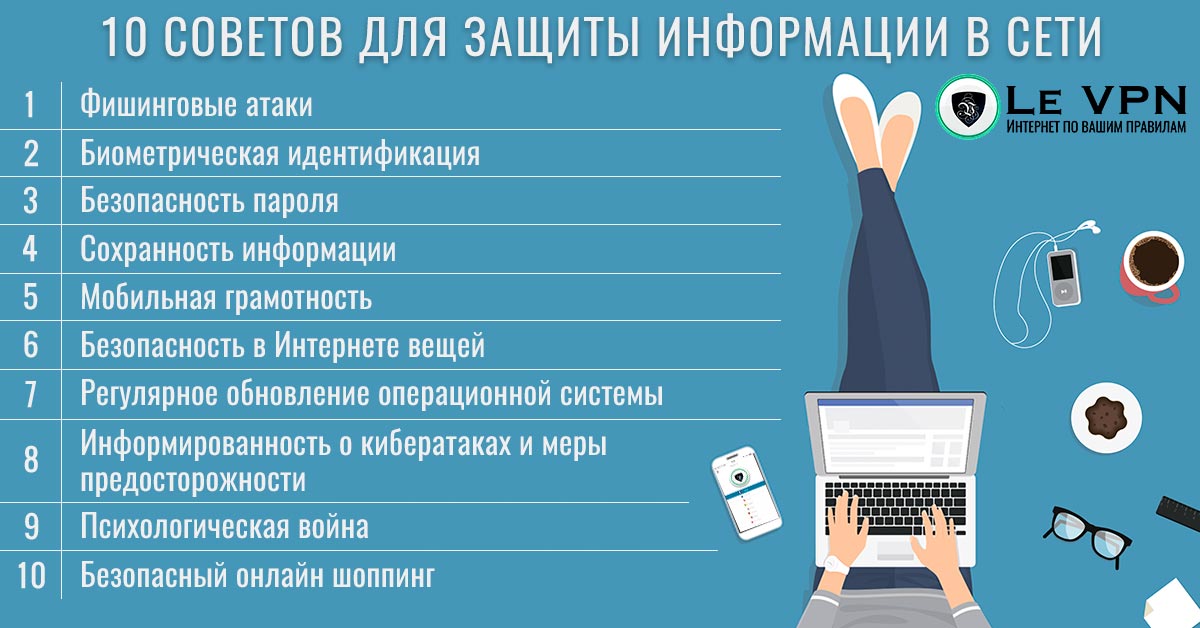 10 СОВЕТОВ ДЛЯ ЗАЩИТЫ ИНФОРМАЦИИ В СЕТИ
LE VPN
ИНТЕРНЕТ ПО ВАШИМ ПРАВИЛАМ
1 Фишинговые атаки
2 Биометрическая идентификация
3 Безопасность пароля
4 Сохранность информации
5 Мобильная грамотность
6 Безопасность в Интернете вещей
7 Регулярное обновление операционной системы
8 Информированность о кибератаках и меры
предосторожности
9 Психологическая война
10 Безопасный онлайн шоппинг